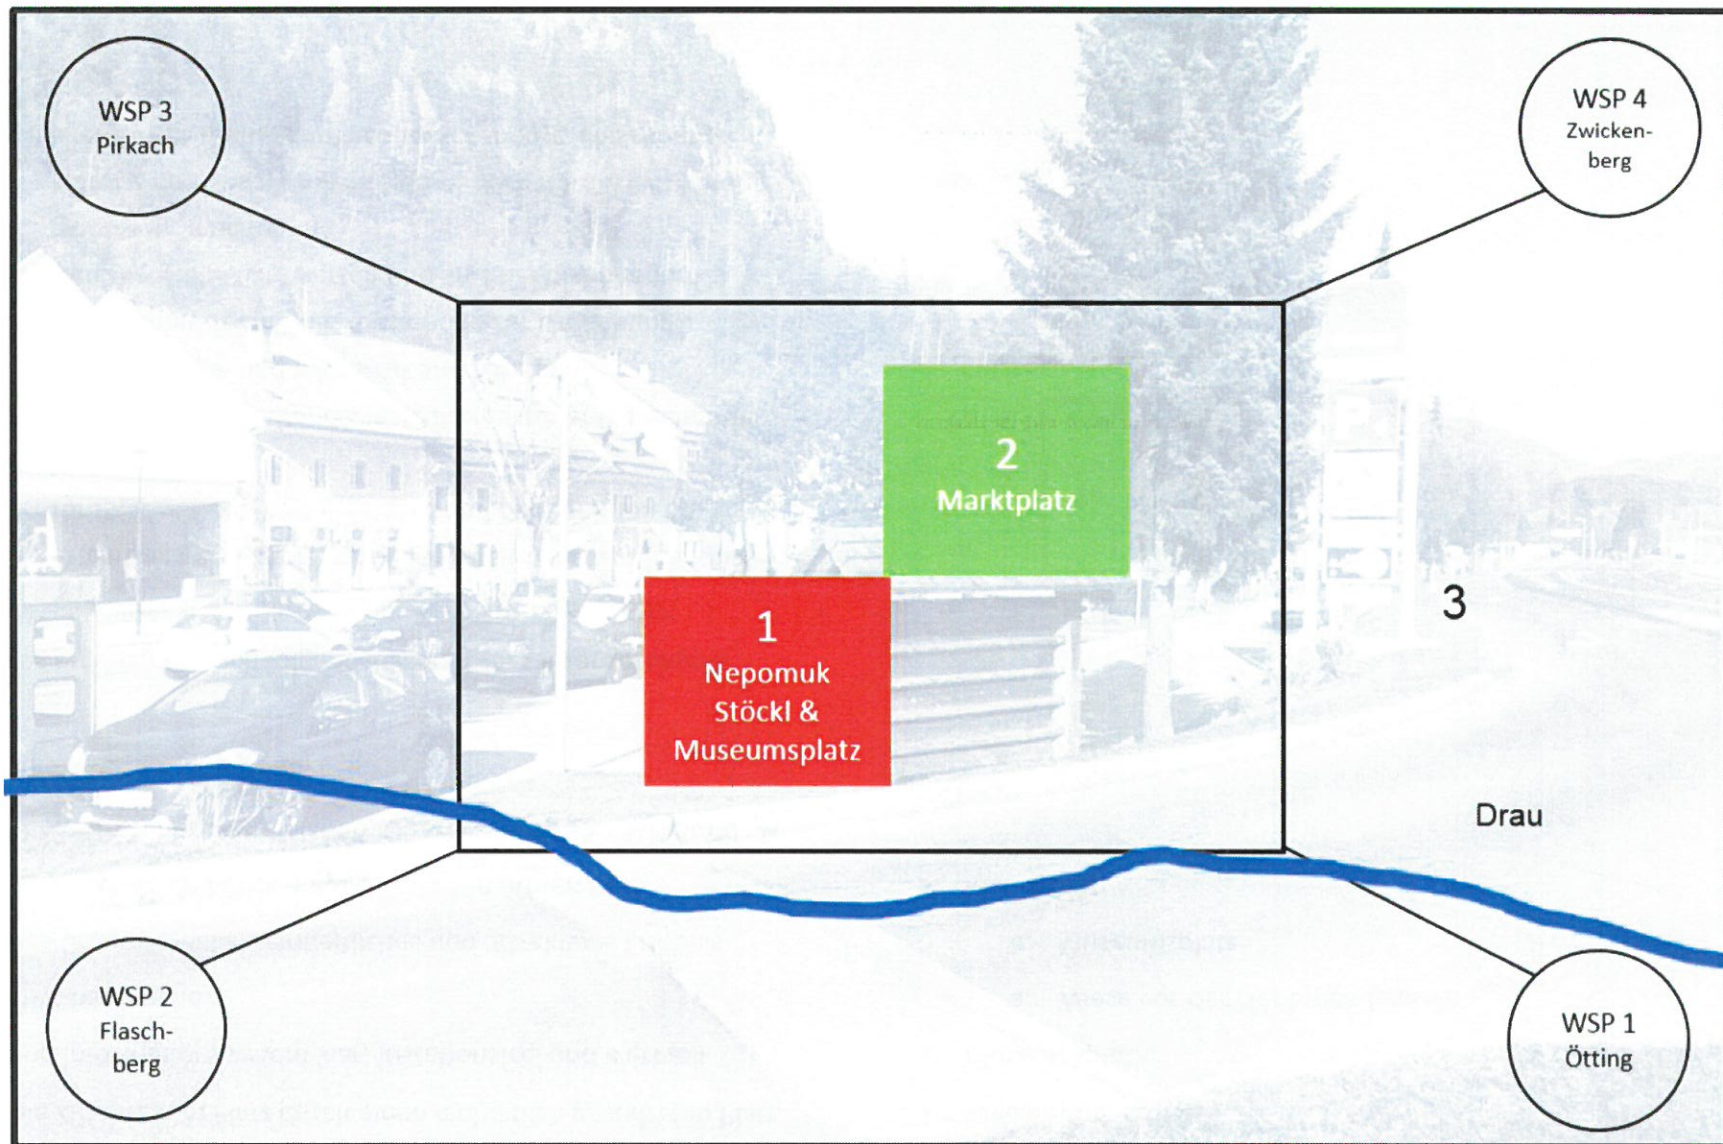 WSP 3
Pirkach
WSP 4
Zwicken-
berg
2
Marktplatz
1
Nepomuk
Stöckl &
Museumsplatz
3
Drau
WSP 2
Flasch-
berg
WSP 1
Ötting